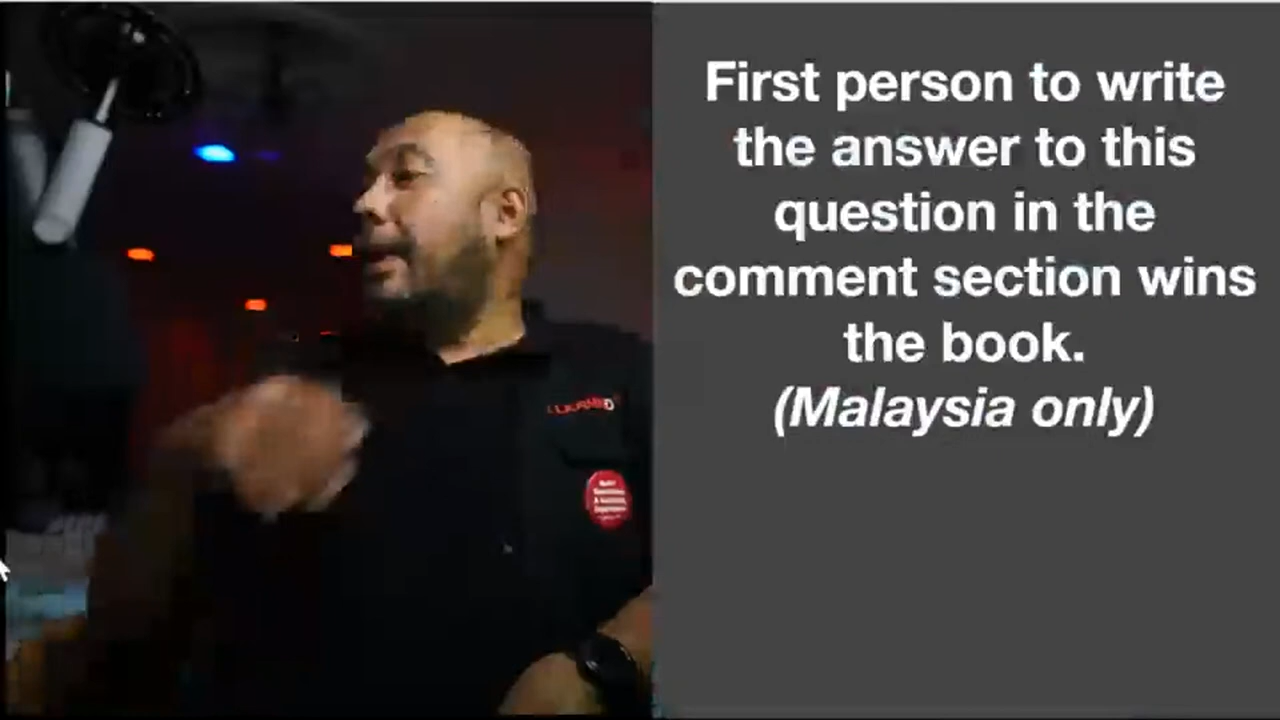 First person to write
the answer to this
question in the
comment section wins
the book.
(Malaysia only)